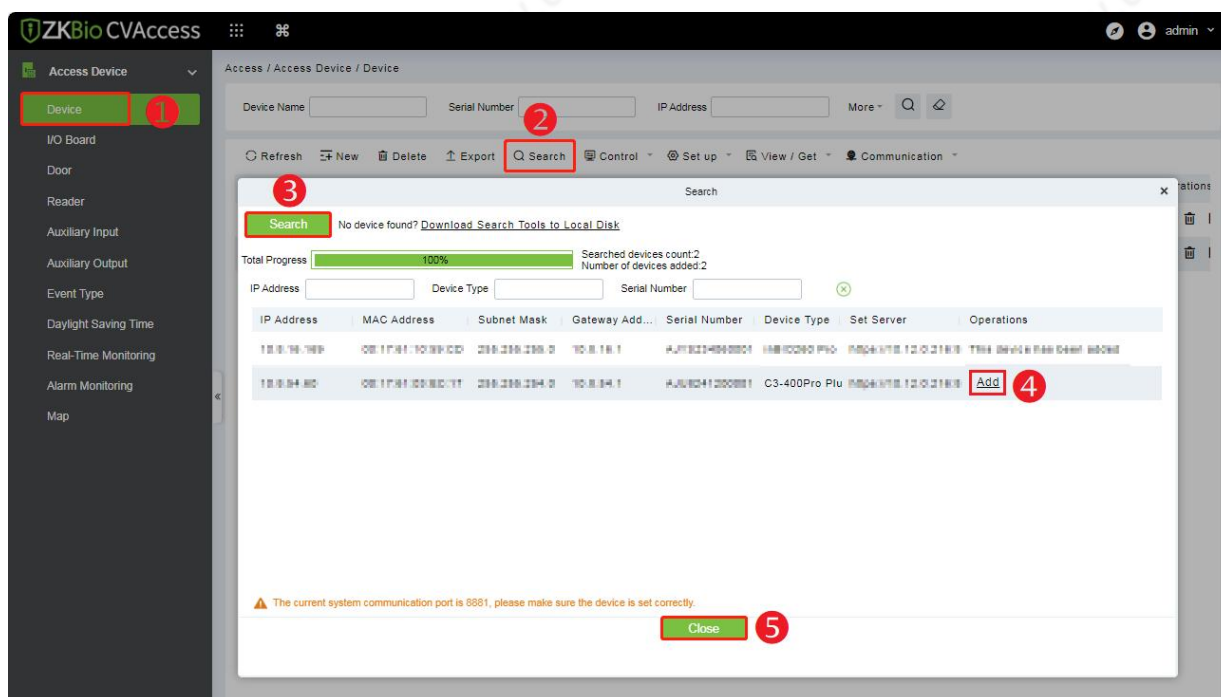 ZKBio CVAccess
admin
Access Device
Access / Access Device / Device
Device
1
Device Name
Serial Number
IP Address
More
2
I/O Board
Refresh New Delete Export Search Control Set up View / Get Communication
Door
Reader
3
Search
×
ations
Search
No device found? Download Search Tools to Local Disk
Auxiliary Input
Auxiliary Output
Total Progress
100%
Searched devices count:2
Number of devices added:2
Event Type
IP Address
Device Type
Serial Number
Daylight Saving Time
IP Address MAC Address Subnet Mask Gateway Add... Serial Number Device Type Set Server Operations
Real-Time Monitoring
Alarm Monitoring
C3-400Pro Plu
Add
4
Map
The current system communication port is 8881, please make sure the device is set correctly.
Close
5